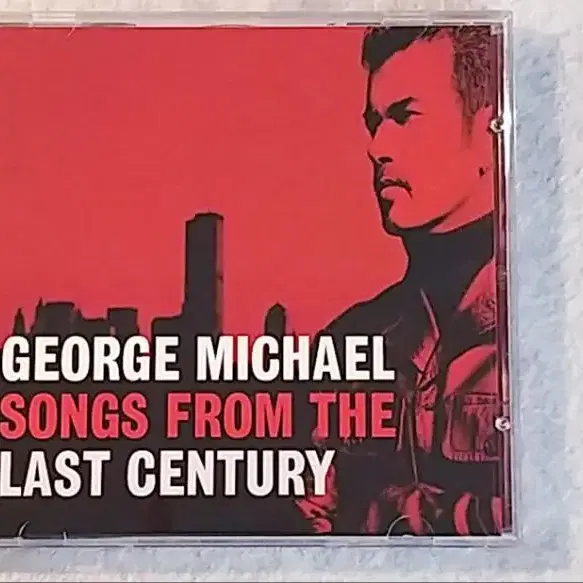 GEORGE MICHAEL
SONGS FROM THE
LAST CENTURY